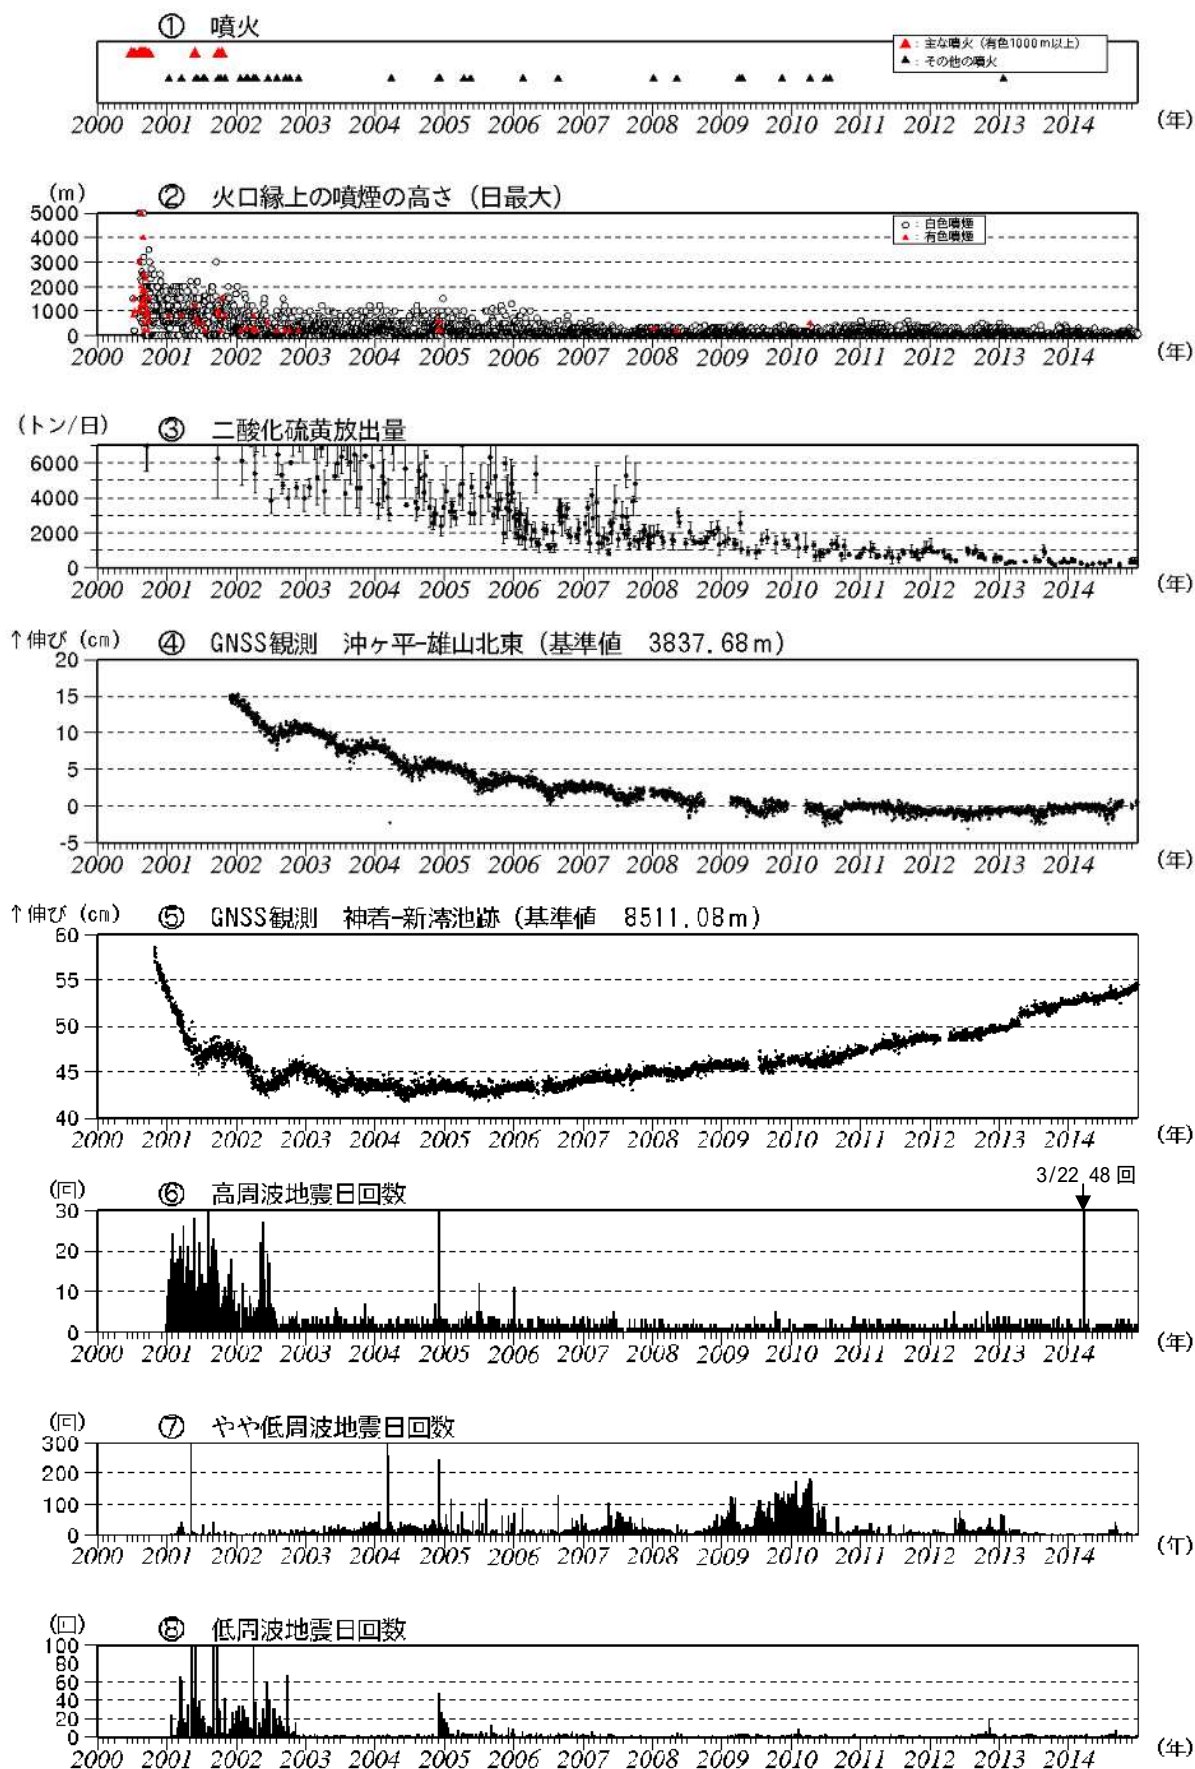 ① 噴火
▲：主な噴火（有色1000m以上）
▲：その他の噴火
2000 2001 2002 2003 2004 2005 2006 2007 2008 2009 2010 2011 2012 2013 2014 (年)
(m) ② 火口縁上の噴煙の高さ（日最大）
○：白色噴煙
▲：有色噴煙
5000
4000
3000
2000
1000
0
2000 2001 2002 2003 2004 2005 2006 2007 2008 2009 2010 2011 2012 2013 2014 (年)
(トン/日) ③ 二酸化硫黄放出量
6000
4000
2000
0
2000 2001 2002 2003 2004 2005 2006 2007 2008 2009 2010 2011 2012 2013 2014 (年)
↑伸び (cm) ④ GNSS観測 沖ヶ平-雄山北東（基準値 3837.68m）
20
15
10
5
0
-5
2000 2001 2002 2003 2004 2005 2006 2007 2008 2009 2010 2011 2012 2013 2014 (年)
↑伸び (cm) ⑤ GNSS観測 神着-新澪池跡（基準値 8511.08m）
60
55
50
45
40
2000 2001 2002 2003 2004 2005 2006 2007 2008 2009 2010 2011 2012 2013 2014 (年)
3/22 48 回
(回) ⑥ 高周波地震日回数
30
20
10
0
2000 2001 2002 2003 2004 2005 2006 2007 2008 2009 2010 2011 2012 2013 2014 (年)
(回) ⑦ やや低周波地震日回数
300
200
100
0
2000 2001 2002 2003 2004 2005 2006 2007 2008 2009 2010 2011 2012 2013 2014 (年)
(回) ⑧ 低周波地震日回数
100
80
60
40
20
0
2000 2001 2002 2003 2004 2005 2006 2007 2008 2009 2010 2011 2012 2013 2014 (年)